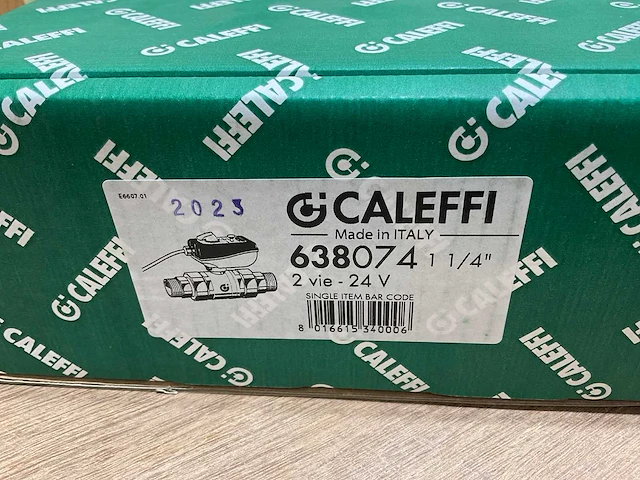 E6607.01
2023
CALEFFI
Made in ITALY
638074 1 1/4"
2 vie - 24 V
SINGLE ITEM BAR CODE
8 016615 340006
CALEFFI
CALEFFI
CALEFFI
CALEFFI
CALEFFI
CALEFFI
CALEFFI
CALEFFI